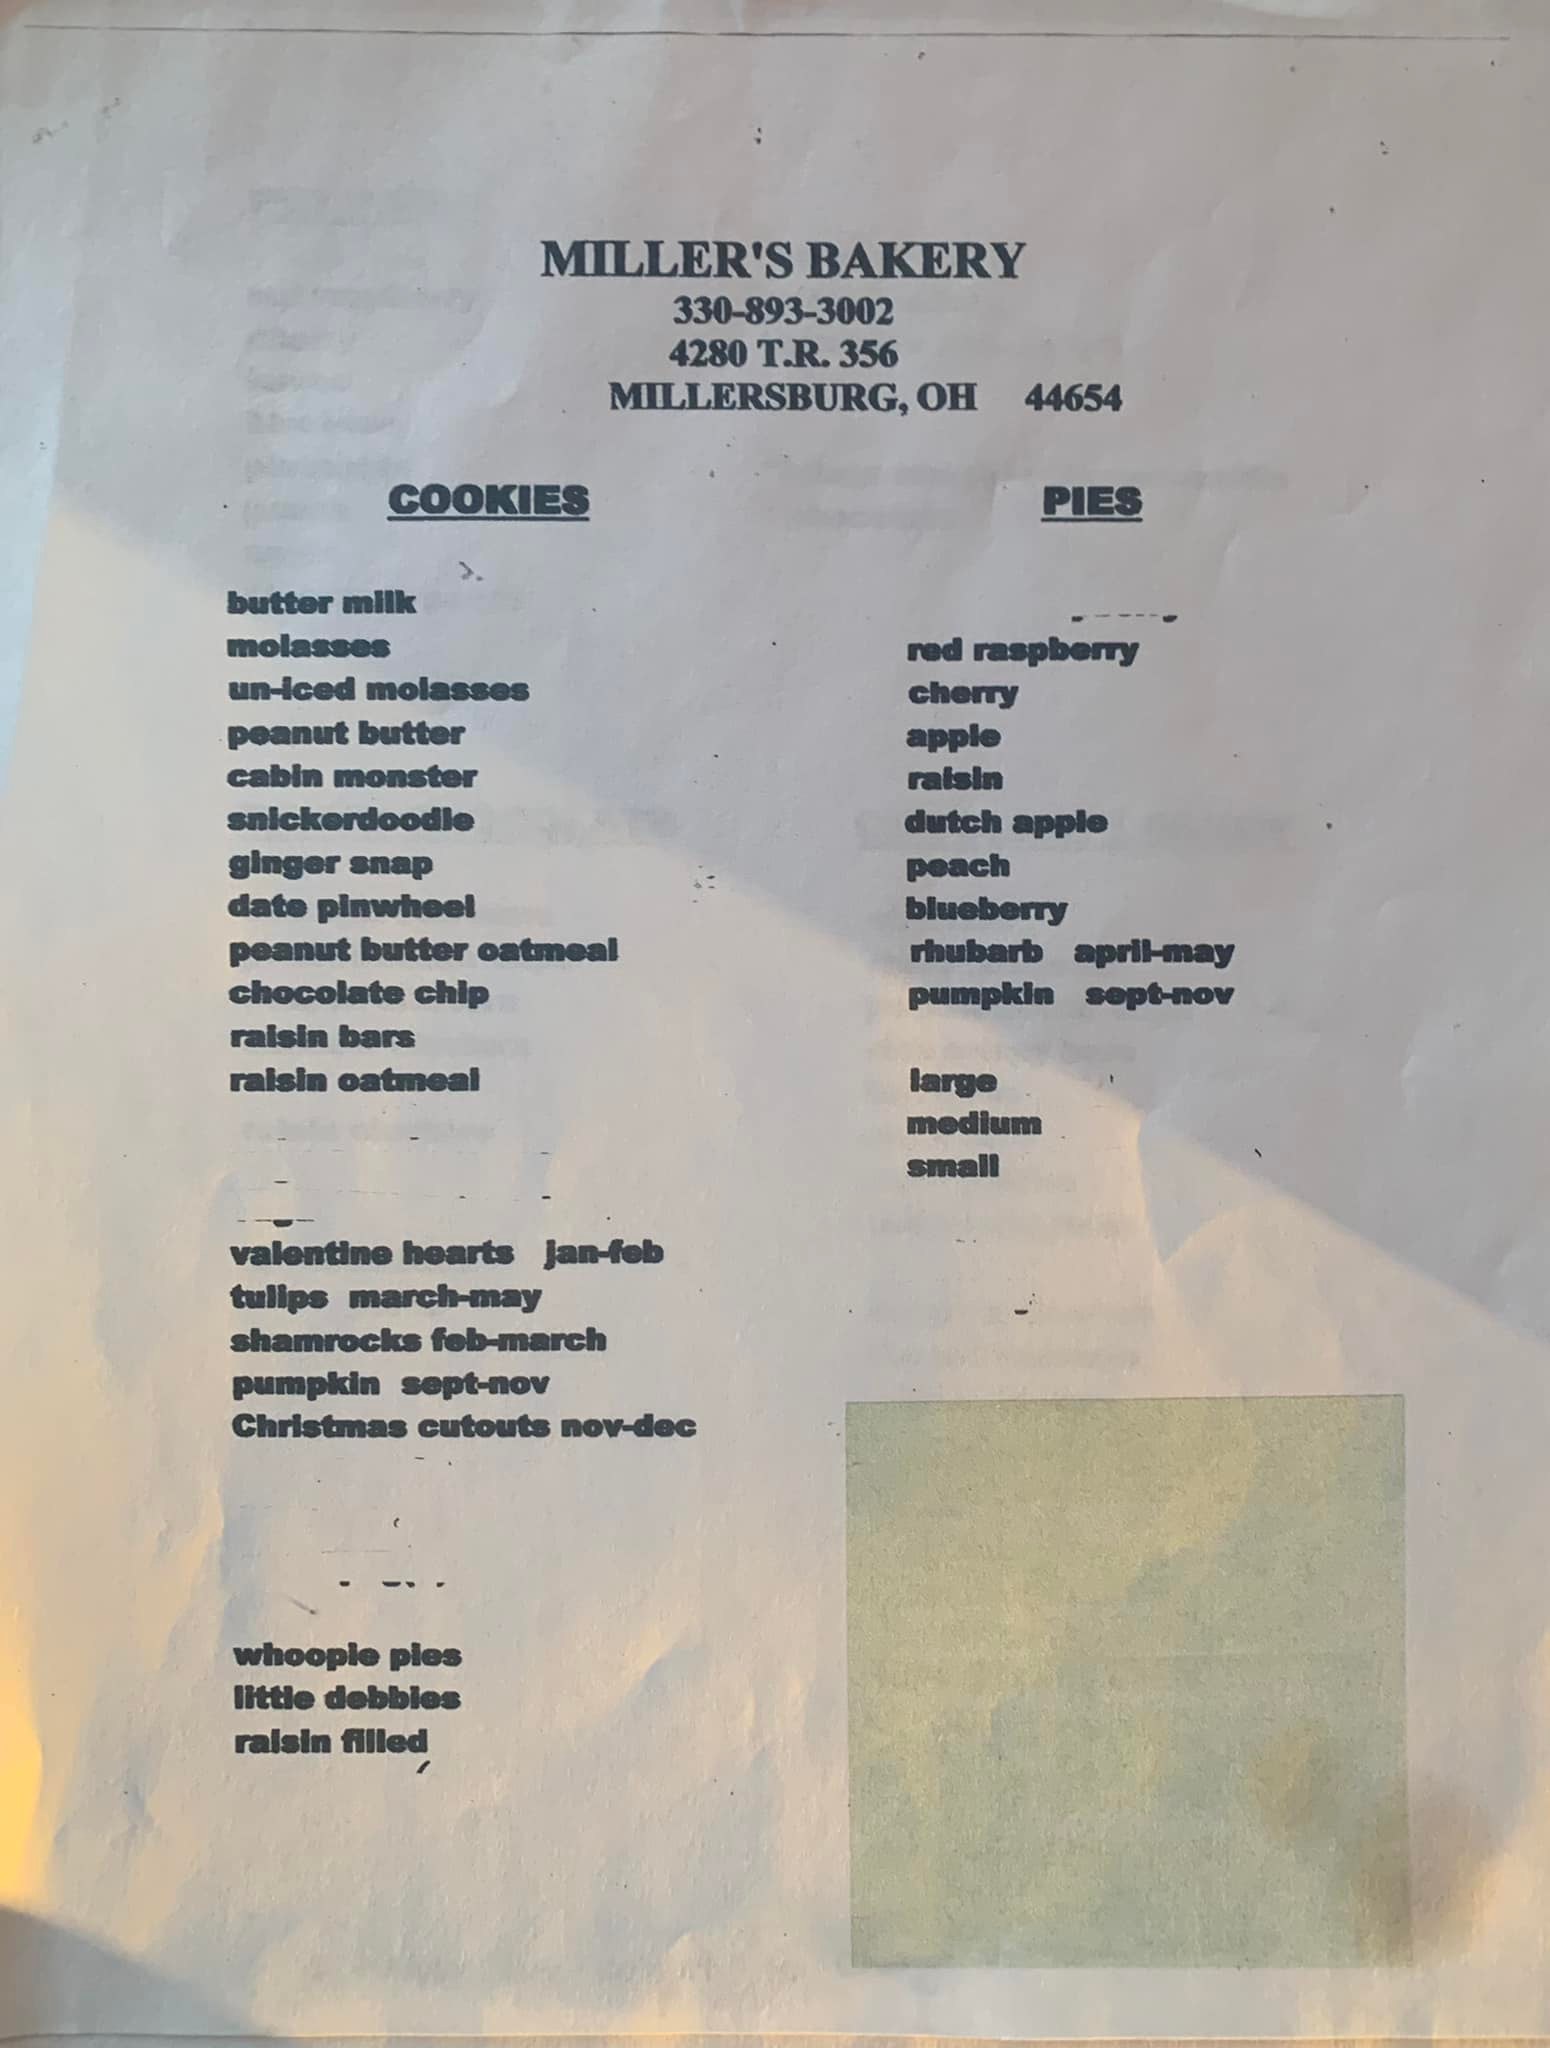 MILLER'S BAKERY
330-893-3002
4280 T.R. 356
MILLERSBURG, OH 44654
COOKIES
butter milk
molasses
un-iced molasses
peanut butter
cabin monster
snickerdoodle
ginger snap
date pinwheel
peanut butter oatmeal
chocolate chip
raisin bars
raisin oatmeal
valentine hearts jan-feb
tulips march-may
shamrocks feb-march
pumpkin sept-nov
Christmas cutouts nov-dec
whoopie pies
little debbies
raisin filled
PIES
red raspberry
cherry
apple
raisin
dutch apple
peach
blueberry
rhubarb april-may
pumpkin sept-nov
large
medium
small